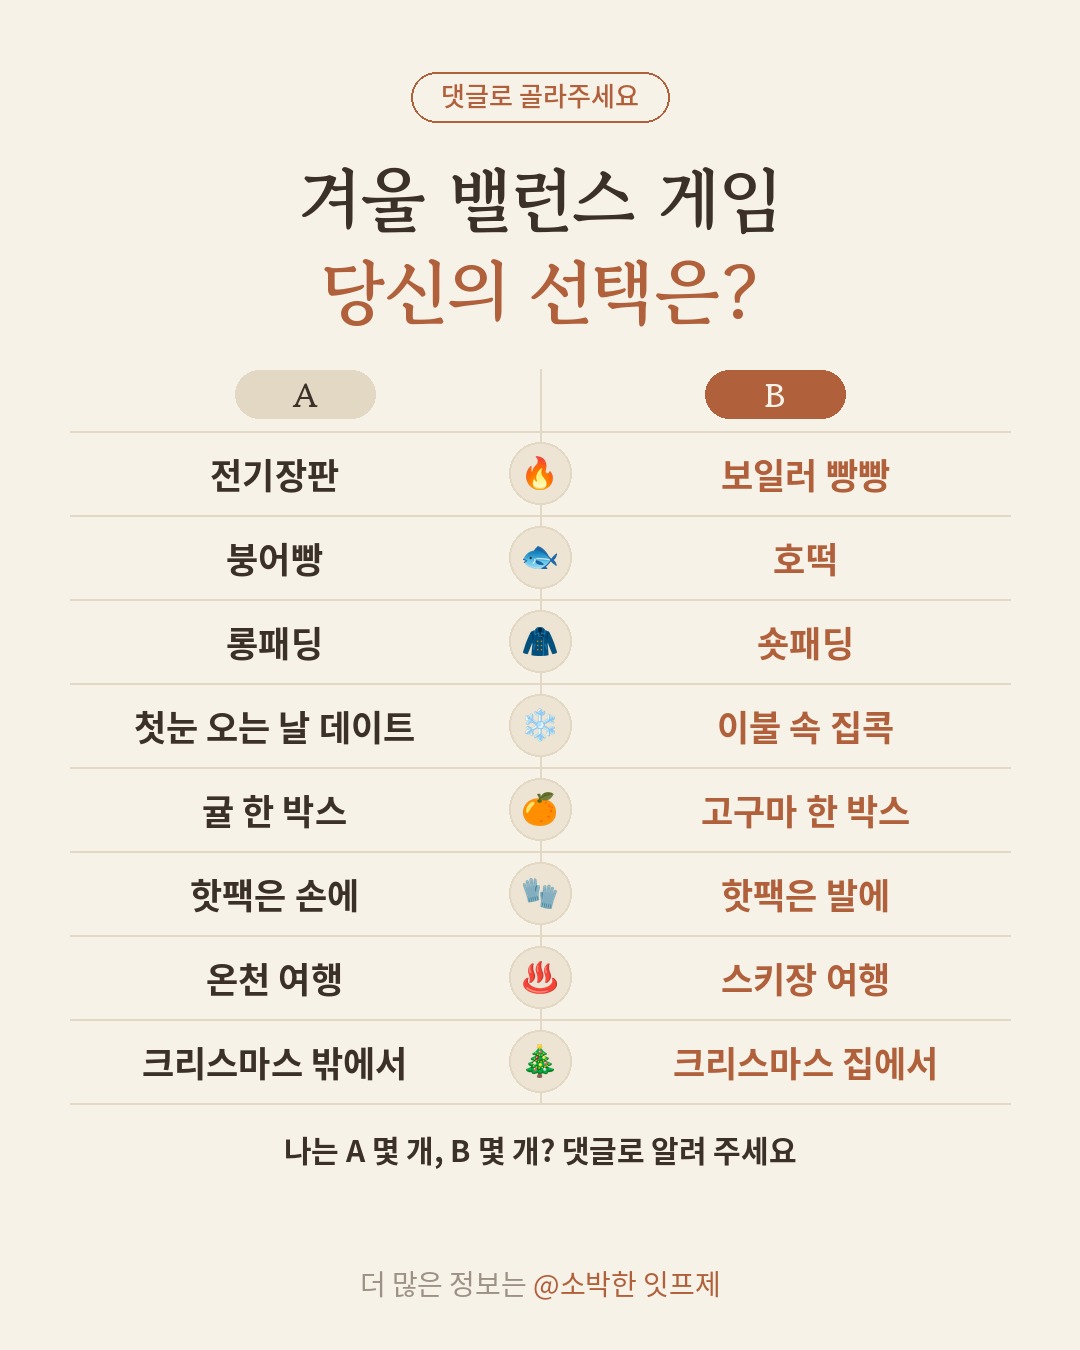 댓글로 골라주세요
겨울 밸런스 게임
당신의 선택은?
A B
전기장판 보일러 빵빵
붕어빵 호떡
롱패딩 숏패딩
첫눈 오는 날 데이트 이불 속 집콕
귤 한 박스 고구마 한 박스
핫팩은 손에 핫팩은 발에
온천 여행 스키장 여행
크리스마스 밖에서 크리스마스 집에서
나는 A 몇 개, B 몇 개? 댓글로 알려 주세요
더 많은 정보는 @소박한 잇프제